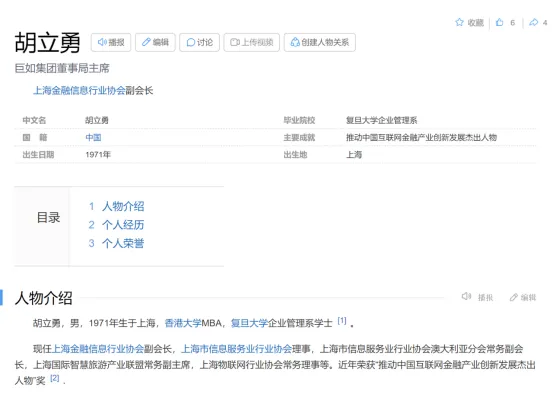 收藏 6 4
胡立勇 播报 编辑 讨论 上传视频 创建人物关系
巨如集团董事局主席
上海金融信息行业协会副会长
中文名 胡立勇 毕业院校 复旦大学企业管理系
国 籍 中国 主要成就 推动中国互联网金融产业创新发展杰出人物
出生日期 1971年 出生地 上海
目录
1 人物介绍
2 个人经历
3 个人荣誉
人物介绍 播报 编辑
胡立勇，男，1971年生于上海，香港大学MBA，复旦大学企业管理系学士 [1] 。
现任上海金融信息行业协会副会长，上海市信息服务业行业协会理事，上海市信息服务业行业协会澳大利亚分会常务副会
长，上海国际智慧旅游产业联盟常务副主席，上海物联网行业协会常务理事等。近年荣获“推动中国互联网金融产业创新发展杰出
人物”奖 [2] .